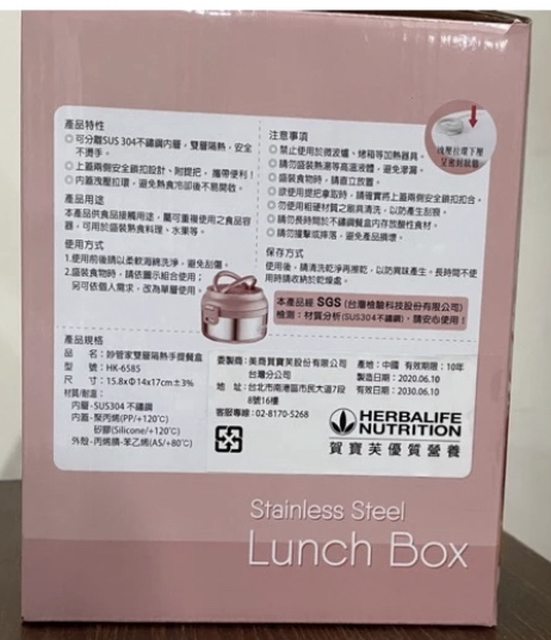 產品特性
◎可分離SUS 304不鏽鋼內層,雙層隔熱,安全
不燙手。
◎上蓋兩側安全鎖扣設計、附提把,攜帶便利!
◎內蓋洩壓拉環,避免熱食冷卻後不易開啟。
產品用途
本產品供食品接觸用途,屬可重複使用之食品容
器,可用於盛裝熱食料理、水果等。
使用方式
1.使用前後請以柔軟海綿洗淨,避免刮傷。
2.盛裝食物時,請依圖示組合使用;
另可依個人需求,改為單層使用。
注意事項
◎禁止使用於微波爐、烤箱等加熱器具。
◎請勿盛裝熱湯等高溫液體,避免滲漏。
◎盛裝食物時,請直立放置。
◎欲使用提把拿取時,請確實將上蓋兩側安全鎖扣扣合。
◎勿使用粗硬材質之廚具清洗,以防產生刮痕。
◎請勿長時間於不鏽鋼餐盒內存放酸性食材。
◎請勿撞擊或摔落,避免產品損壞。
保存方式
使用後,請清洗乾淨再擦乾,以防異味產生。長時間不使
用時請收納於乾燥處。
洩壓拉環下壓
呈密封狀態
本產品經 SGS (台灣檢驗科技股份有限公司)
檢測:材質分析(SUS304不鏽鋼),請安心使用!
產品規格
品 名:妙管家雙層隔熱手提餐盒
型 號:HK-6585
尺 寸:15.8xΦ14x17cm±3%
材質/耐溫:
內層-SUS304 不鏽鋼
內蓋-聚丙烯(PP/+120℃)
矽膠(Silicone/+120℃)
外殼-丙烯腈-苯乙烯(AS/+80℃)
委製商:美商賀寶芙股份有限公司
台灣分公司
地 址:台北市南港區市民大道7段
8號16樓
客服專線:02-8170-5268
產地:中國 有效期限:10年
製造日期:2020.06.10
有效日期:2030.06.10
HERBALIFE
NUTRITION
賀寶芙優質營養
Stainless Steel
Lunch Box